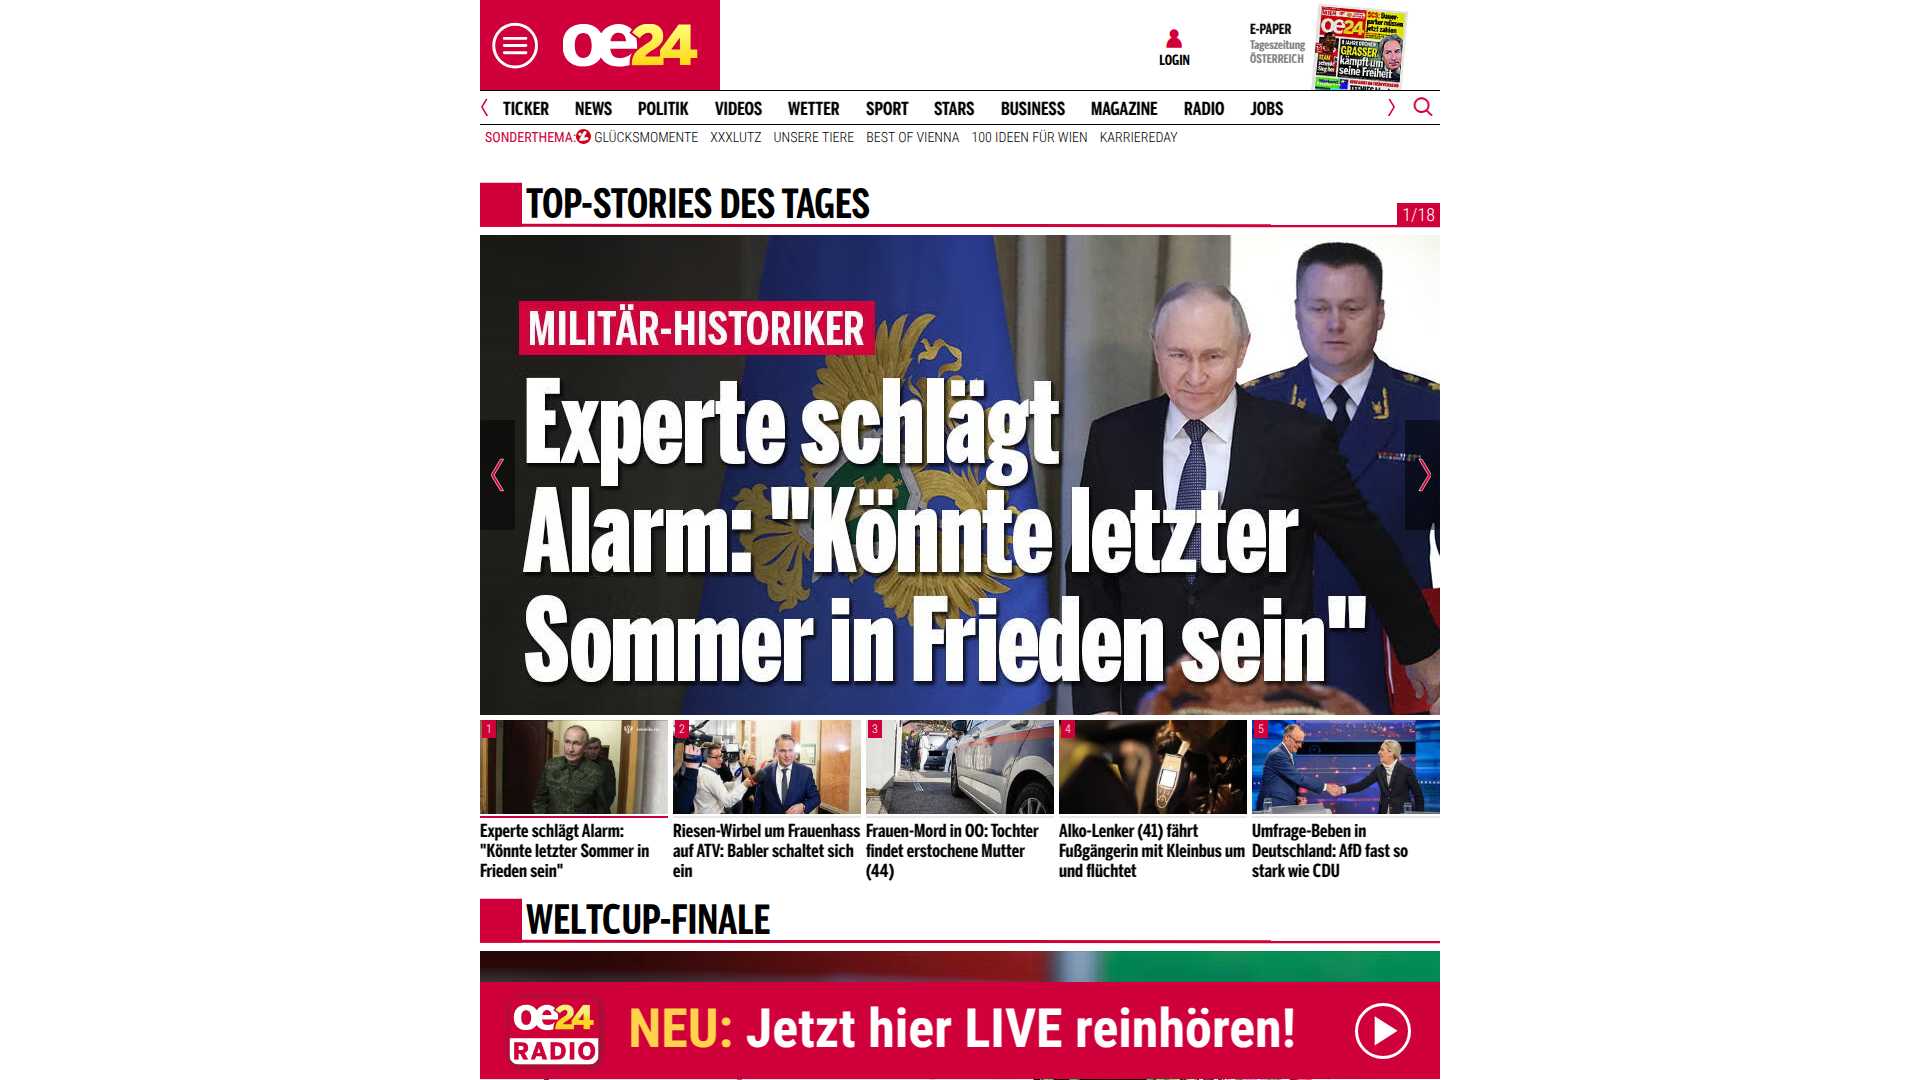 oe24
LOGIN
E-PAPER
Tageszeitung
ÖSTERREICH
oe24
GRASSER
kämpft um
seine Freiheit
TICKER NEWS POLITIK VIDEOS WETTER SPORT STARS BUSINESS MAGAZINE RADIO JOBS
SONDERTHEMA: GLÜCKSMOMENTE XXXLUTZ UNSERE TIERE BEST OF VIENNA 100 IDEEN FÜR WIEN KARRIEREDAY
TOP-STORIES DES TAGES
1/18
MILITÄR-HISTORIKER
Experte schlägt
Alarm: "Könnte letzter
Sommer in Frieden sein"
1
Experte schlägt Alarm:
"Könnte letzter Sommer in
Frieden sein"
2
Riesen-Wirbel um Frauenhass
auf ATV: Babler schaltet sich
ein
3
Frauen-Mord in OÖ: Tochter
findet erstochene Mutter
(44)
4
Alko-Lenker (41) fährt
Fußgängerin mit Kleinbus um
und flüchtet
5
Umfrage-Beben in
Deutschland: AfD fast so
stark wie CDU
WELTCUP-FINALE
oe24
RADIO
NEU: Jetzt hier LIVE reinhören!